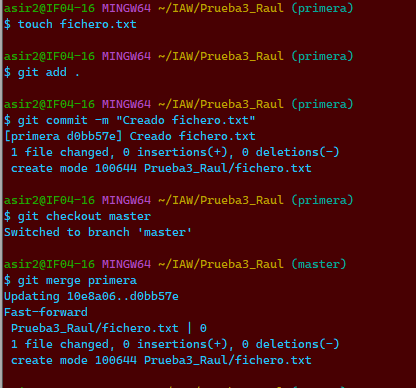 asir2@IF04-16 MINGW64 ~/IAW/Prueba3_Raul (primera)
$ touch fichero.txt
asir2@IF04-16 MINGW64 ~/IAW/Prueba3_Raul (primera)
$ git add .
asir2@IF04-16 MINGW64 ~/IAW/Prueba3_Raul (primera)
$ git commit -m "Creado fichero.txt"
[primera d0bb57e] Creado fichero.txt
 1 file changed, 0 insertions(+), 0 deletions(-)
 create mode 100644 Prueba3_Raul/fichero.txt
asir2@IF04-16 MINGW64 ~/IAW/Prueba3_Raul (primera)
$ git checkout master
Switched to branch 'master'
asir2@IF04-16 MINGW64 ~/IAW/Prueba3_Raul (master)
$ git merge primera
Updating 10e8a06..d0bb57e
Fast-forward
 Prueba3_Raul/fichero.txt | 0
 1 file changed, 0 insertions(+), 0 deletions(-)
 create mode 100644 Prueba3_Raul/fichero.txt